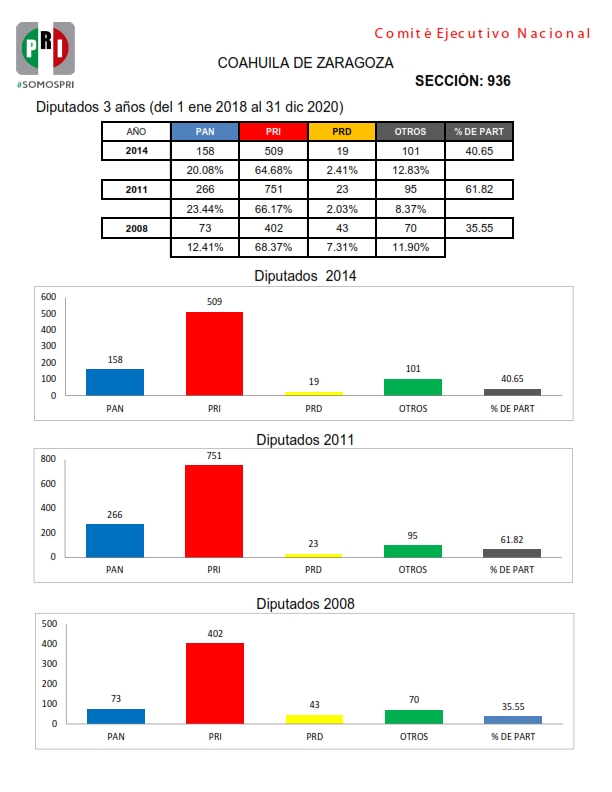 PRI
#SOMOSPRI
Comité Ejecutivo Nacional
COAHUILA DE ZARAGOZA
SECCIÓN: 936
Diputados 3 años (del 1 ene 2018 al 31 dic 2020)
AÑO PAN PRI PRD OTROS % DE PART
2014 158 509 19 101 40.65
20.08% 64.68% 2.41% 12.83%
2011 266 751 23 95 61.82
23.44% 66.17% 2.03% 8.37%
2008 73 402 43 70 35.55
12.41% 68.37% 7.31% 11.90%
Diputados 2014
600
500
400
300
200
100
0
158 509 19 101 40.65
PAN PRI PRD OTROS % DE PART
Diputados 2011
800
600
400
200
0
266 751 23 95 61.82
PAN PRI PRD OTROS % DE PART
Diputados 2008
500
400
300
200
100
0
73 402 43 70 35.55
PAN PRI PRD OTROS % DE PART